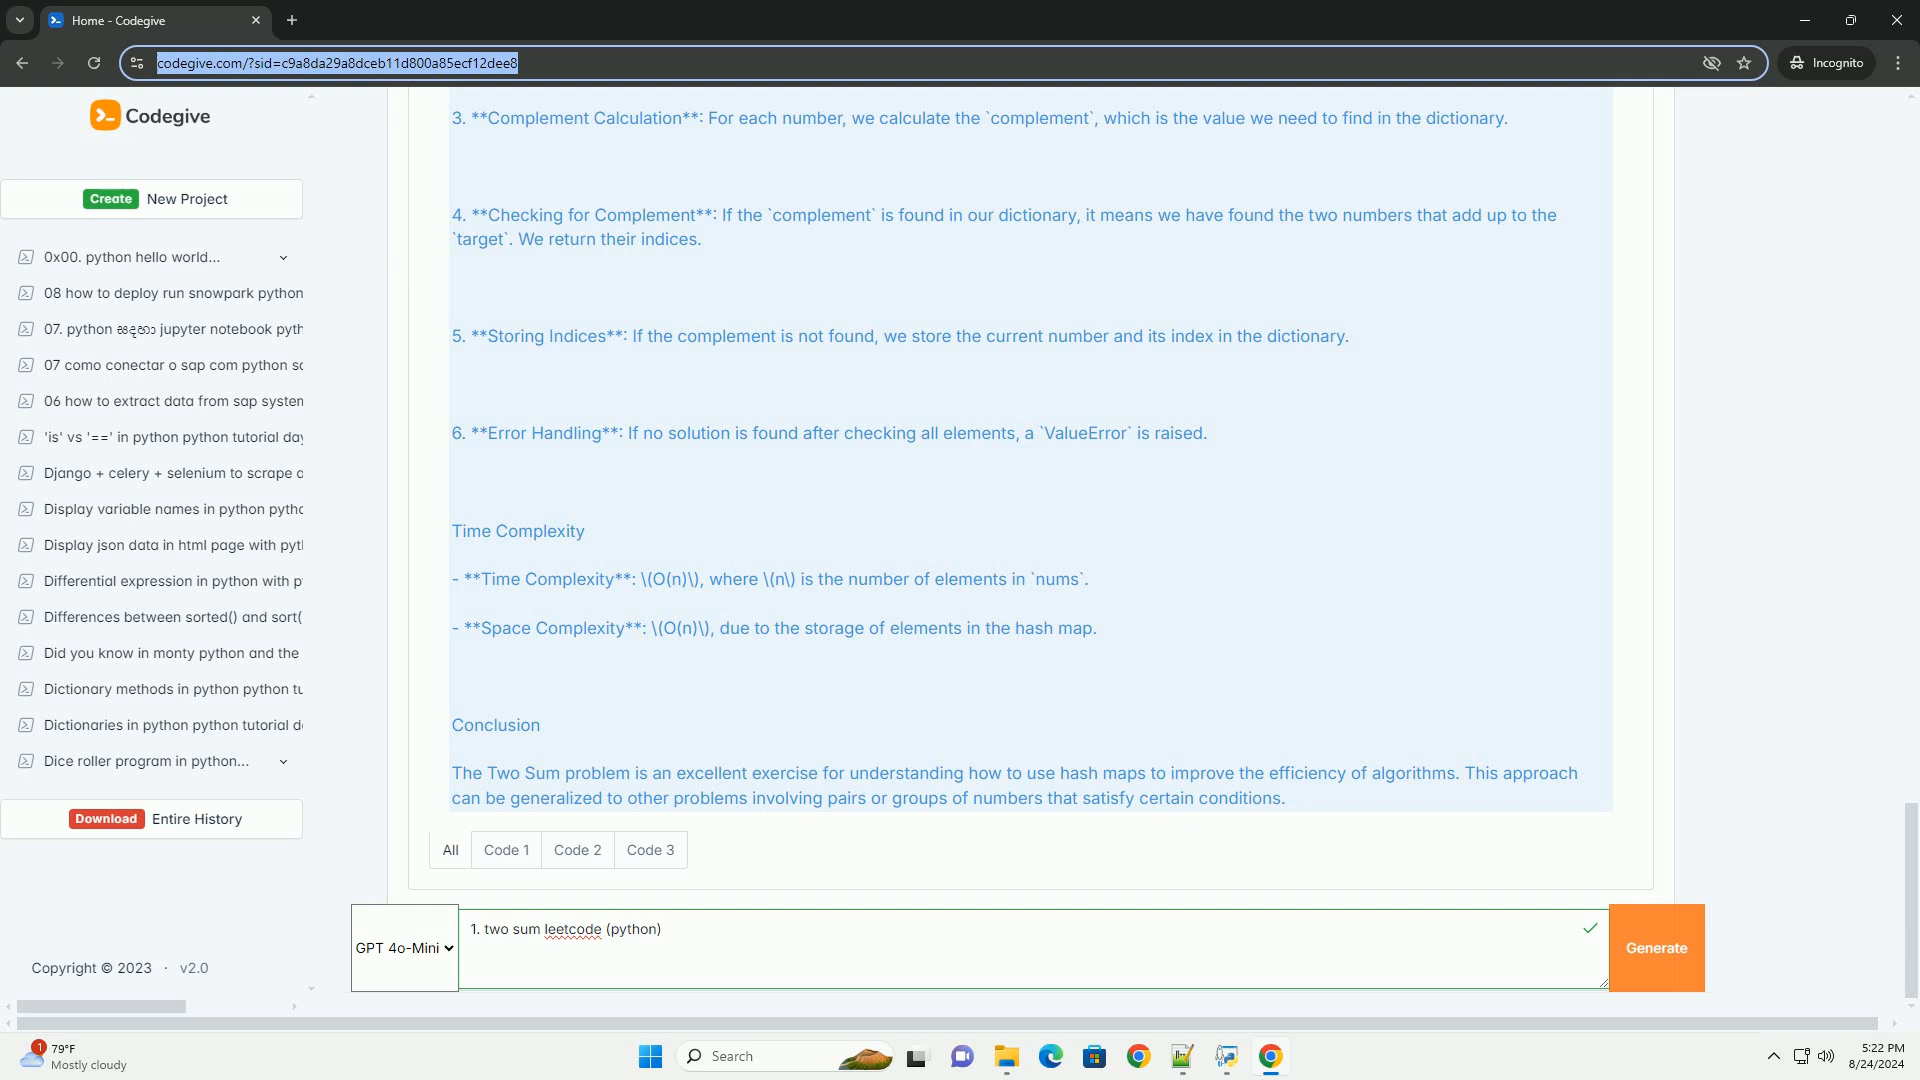 Home - Codegive
codegive.com/?sid=c9a8da29a8dceb11d800a85ecf12dee8
Incognito
Codegive
Create New Project
0x00. python hello world...
08 how to deploy run snowpark python
07. python සඳහා jupyter notebook pyth
07 como conectar o sap com python sc
06 how to extract data from sap system
'is' vs '==' in python python tutorial day
Django + celery + selenium to scrape a
Display variable names in python pytho
Display json data in html page with pyt
Differential expression in python with p
Differences between sorted() and sort(
Did you know in monty python and the
Dictionary methods in python python tu
Dictionaries in python python tutorial d
Dice roller program in python...
Download Entire History
Copyright © 2023 · v2.0
3. **Complement Calculation**: For each number, we calculate the `complement`, which is the value we need to find in the dictionary.
4. **Checking for Complement**: If the `complement` is found in our dictionary, it means we have found the two numbers that add up to the
`target`. We return their indices.
5. **Storing Indices**: If the complement is not found, we store the current number and its index in the dictionary.
6. **Error Handling**: If no solution is found after checking all elements, a `ValueError` is raised.
Time Complexity
- **Time Complexity**: \(O(n)\), where \(n\) is the number of elements in `nums`.
- **Space Complexity**: \(O(n)\), due to the storage of elements in the hash map.
Conclusion
The Two Sum problem is an excellent exercise for understanding how to use hash maps to improve the efficiency of algorithms. This approach
can be generalized to other problems involving pairs or groups of numbers that satisfy certain conditions.
All Code 1 Code 2 Code 3
GPT 4o-Mini
1. two sum leetcode (python)
Generate
1
79°F
Mostly cloudy
Search
5:22 PM
8/24/2024